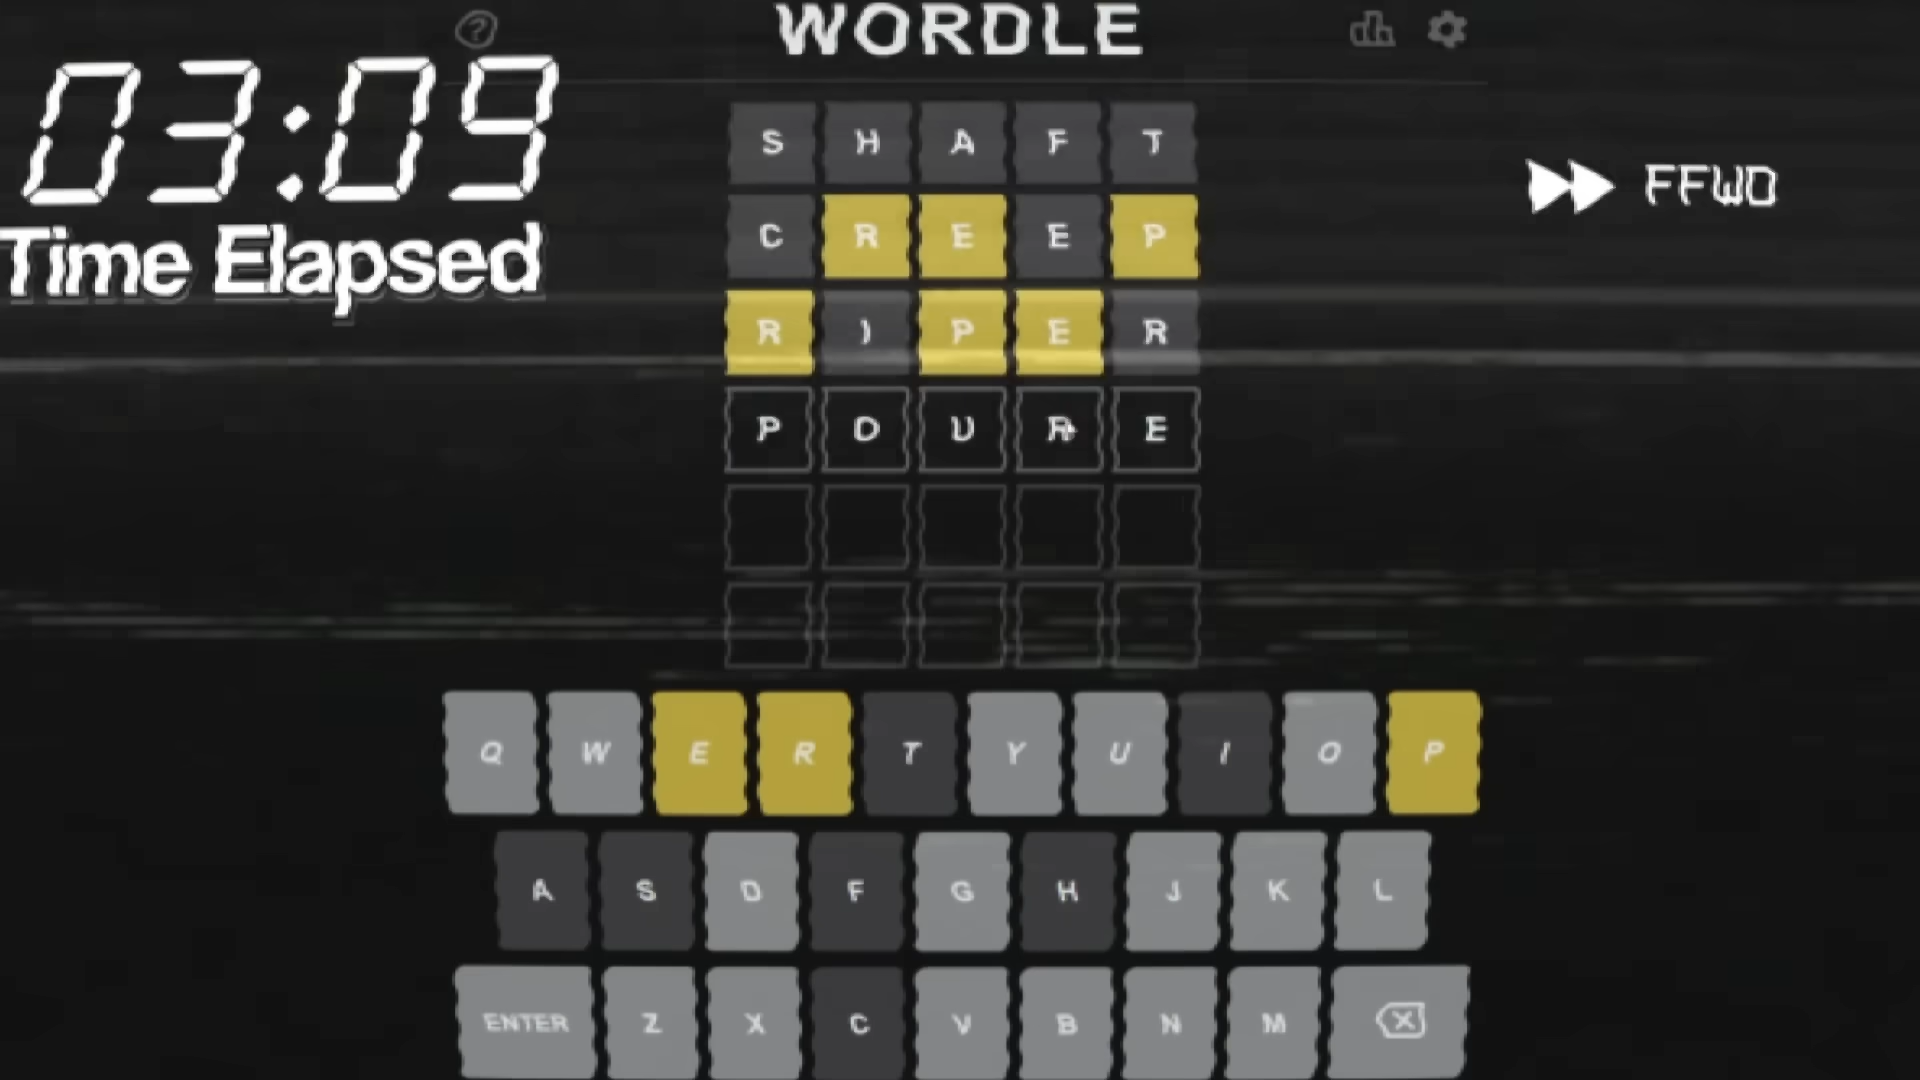 WORDLE
03:09
Time Elapsed
FFWD
S H A F T
C R E E P
R I P E R
P O U R E
Q W E R T Y U I O P
A S D F G H J K L
ENTER Z X C V B N M